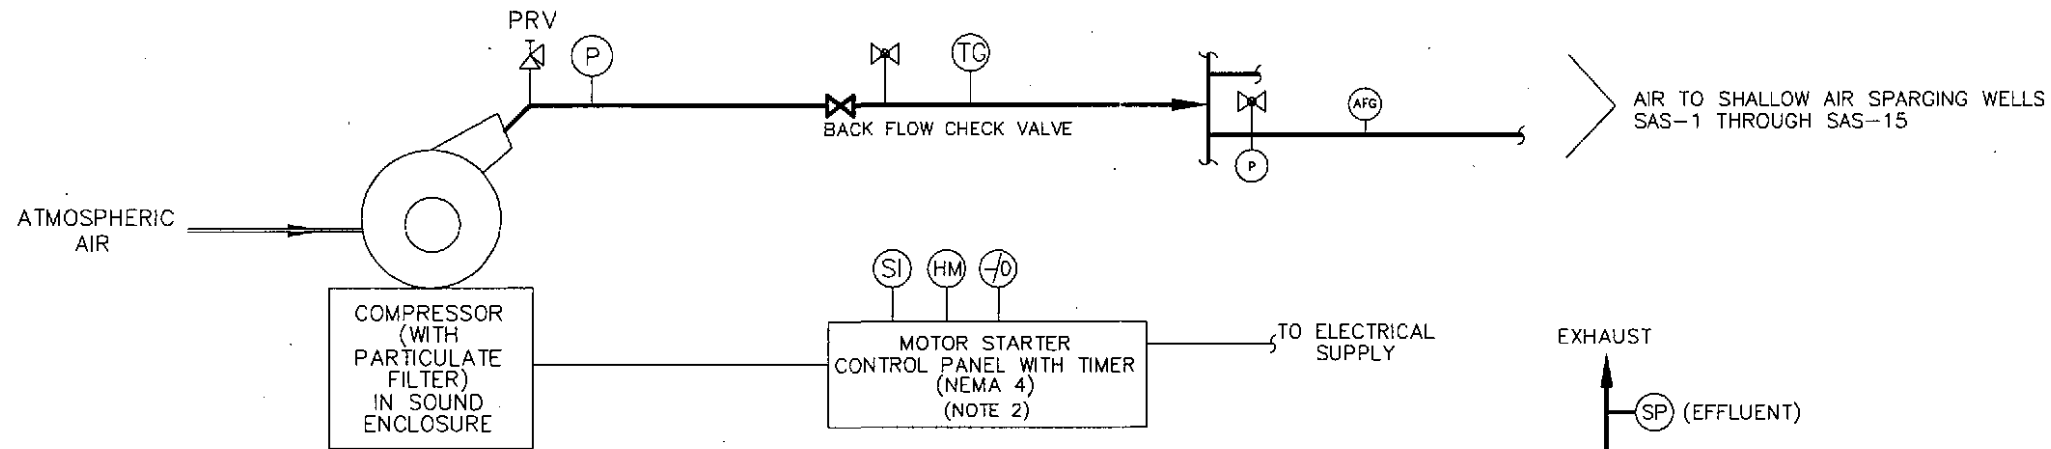 PRV
P
TG
AFG
BACK FLOW CHECK VALVE
P
AIR TO SHALLOW AIR SPARGING WELLS
SAS-1 THROUGH SAS-15
ATMOSPHERIC
AIR
SI
HM
-/0
COMPRESSOR
(WITH
PARTICULATE
FILTER)
IN SOUND
ENCLOSURE
MOTOR STARTER
CONTROL PANEL WITH TIMER
(NEMA 4)
(NOTE 2)
TO ELECTRICAL
SUPPLY
EXHAUST
SP (EFFLUENT)